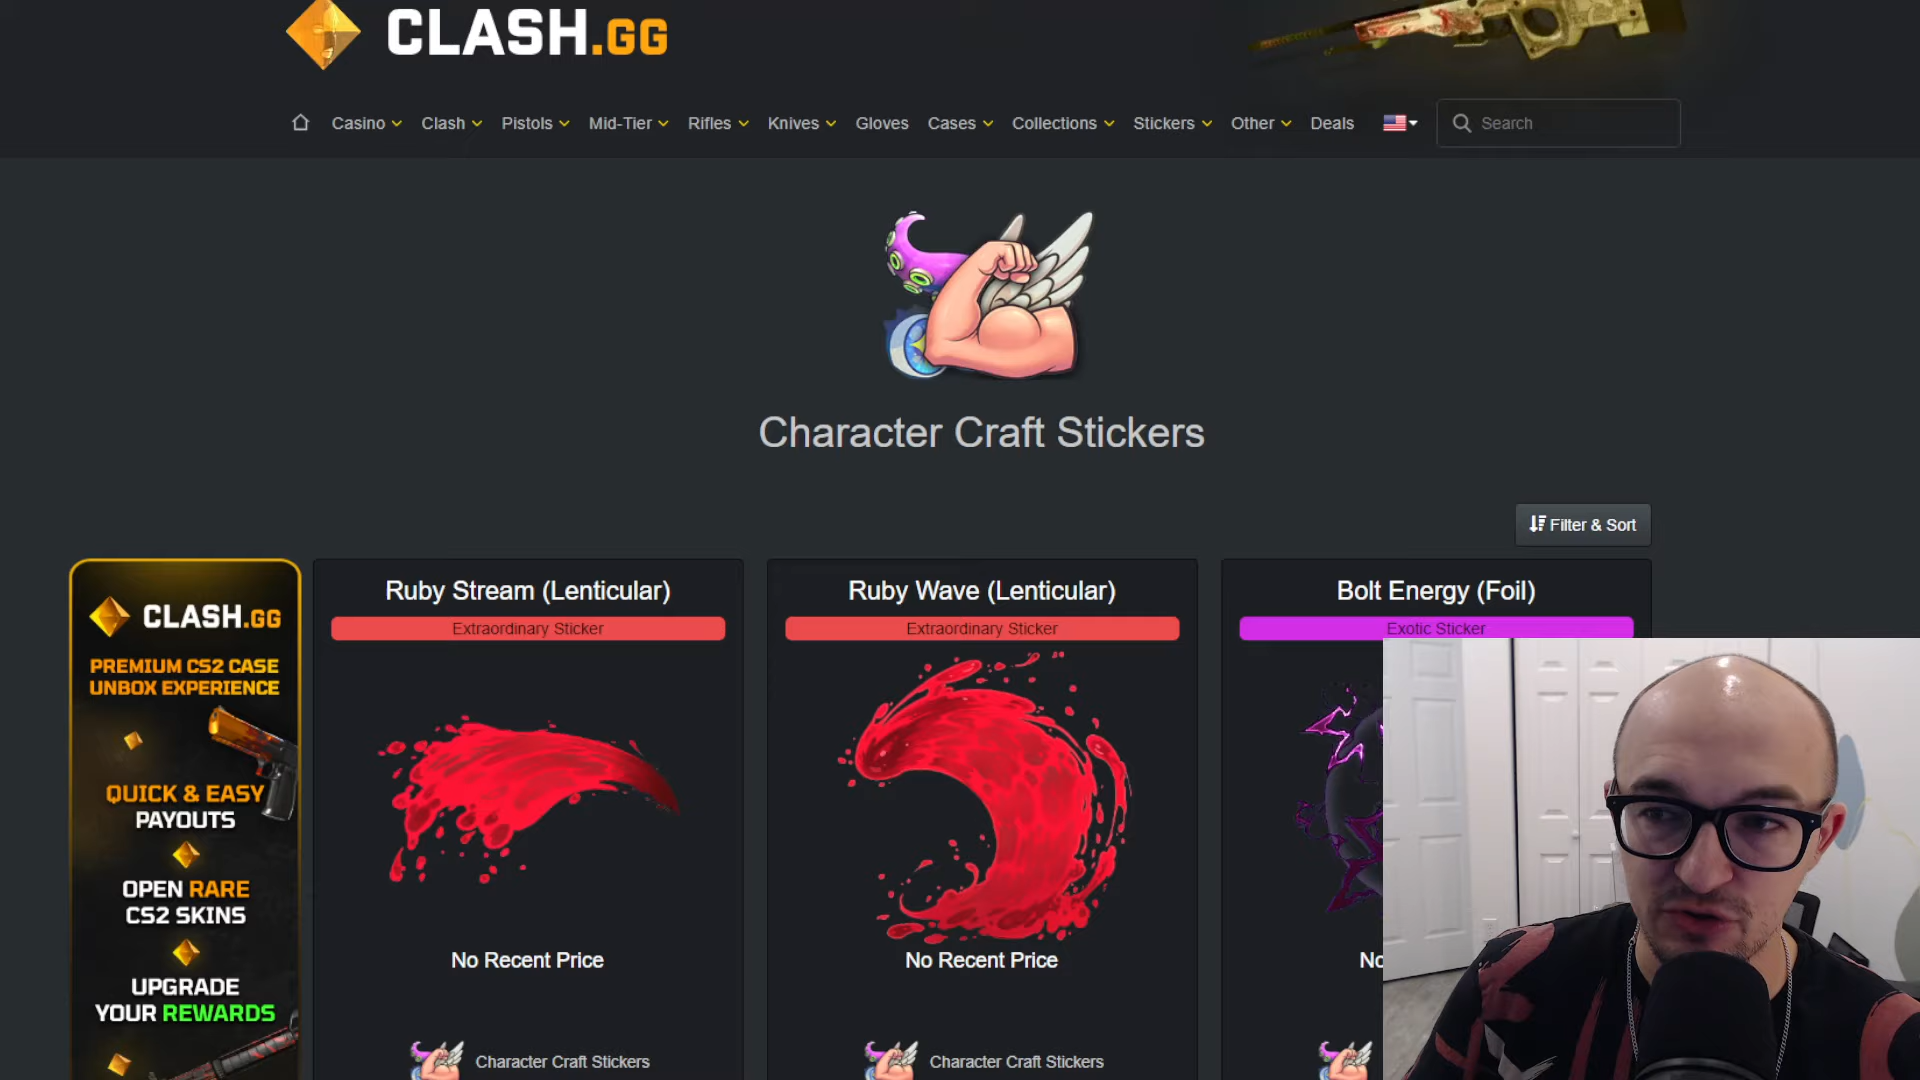 CLASH.GG
Casino
Clash
Pistols
Mid-Tier
Rifles
Knives
Gloves
Cases
Collections
Stickers
Other
Deals
Search
Character Craft Stickers
Filter & Sort
CLASH.GG
PREMIUM CS2 CASE
UNBOX EXPERIENCE
QUICK & EASY
PAYOUTS
OPEN RARE
CS2 SKINS
UPGRADE
YOUR REWARDS
Ruby Stream (Lenticular)
Extraordinary Sticker
No Recent Price
Character Craft Stickers
Ruby Wave (Lenticular)
Extraordinary Sticker
No Recent Price
Character Craft Stickers
Bolt Energy (Foil)
Exotic Sticker